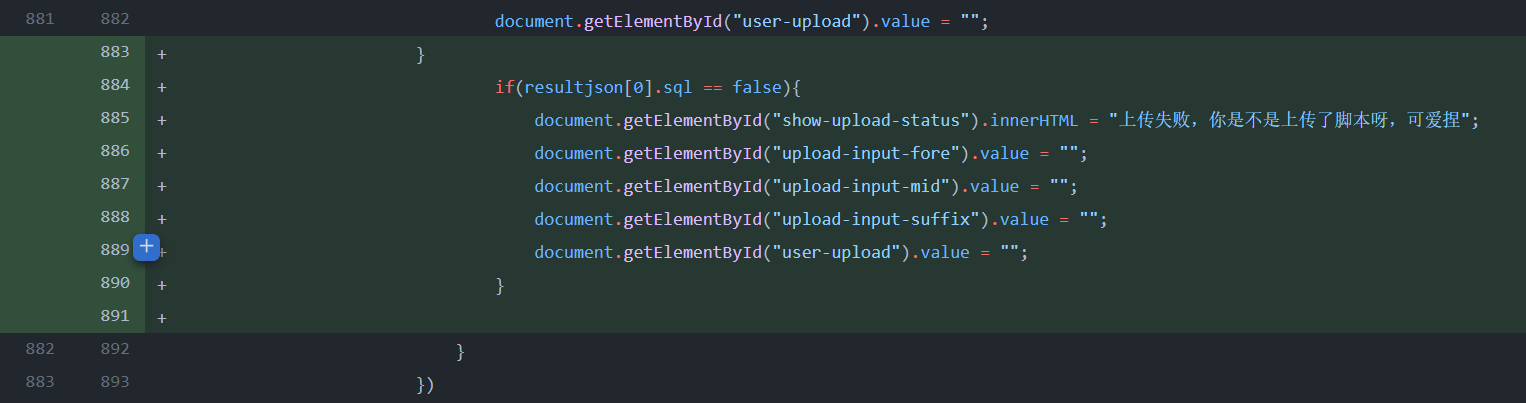 881 882 document.getElementById("user-upload").value = "";
883 + }
884 + if(resultjson[0].sql == false){
885 + document.getElementById("show-upload-status").innerHTML = "上传失败，你是不是上传了脚本呀，可爱捏";
886 + document.getElementById("upload-input-fore").value = "";
887 + document.getElementById("upload-input-mid").value = "";
888 + document.getElementById("upload-input-suffix").value = "";
889 + document.getElementById("user-upload").value = "";
890 + }
891 +
882 892 }
883 893 })